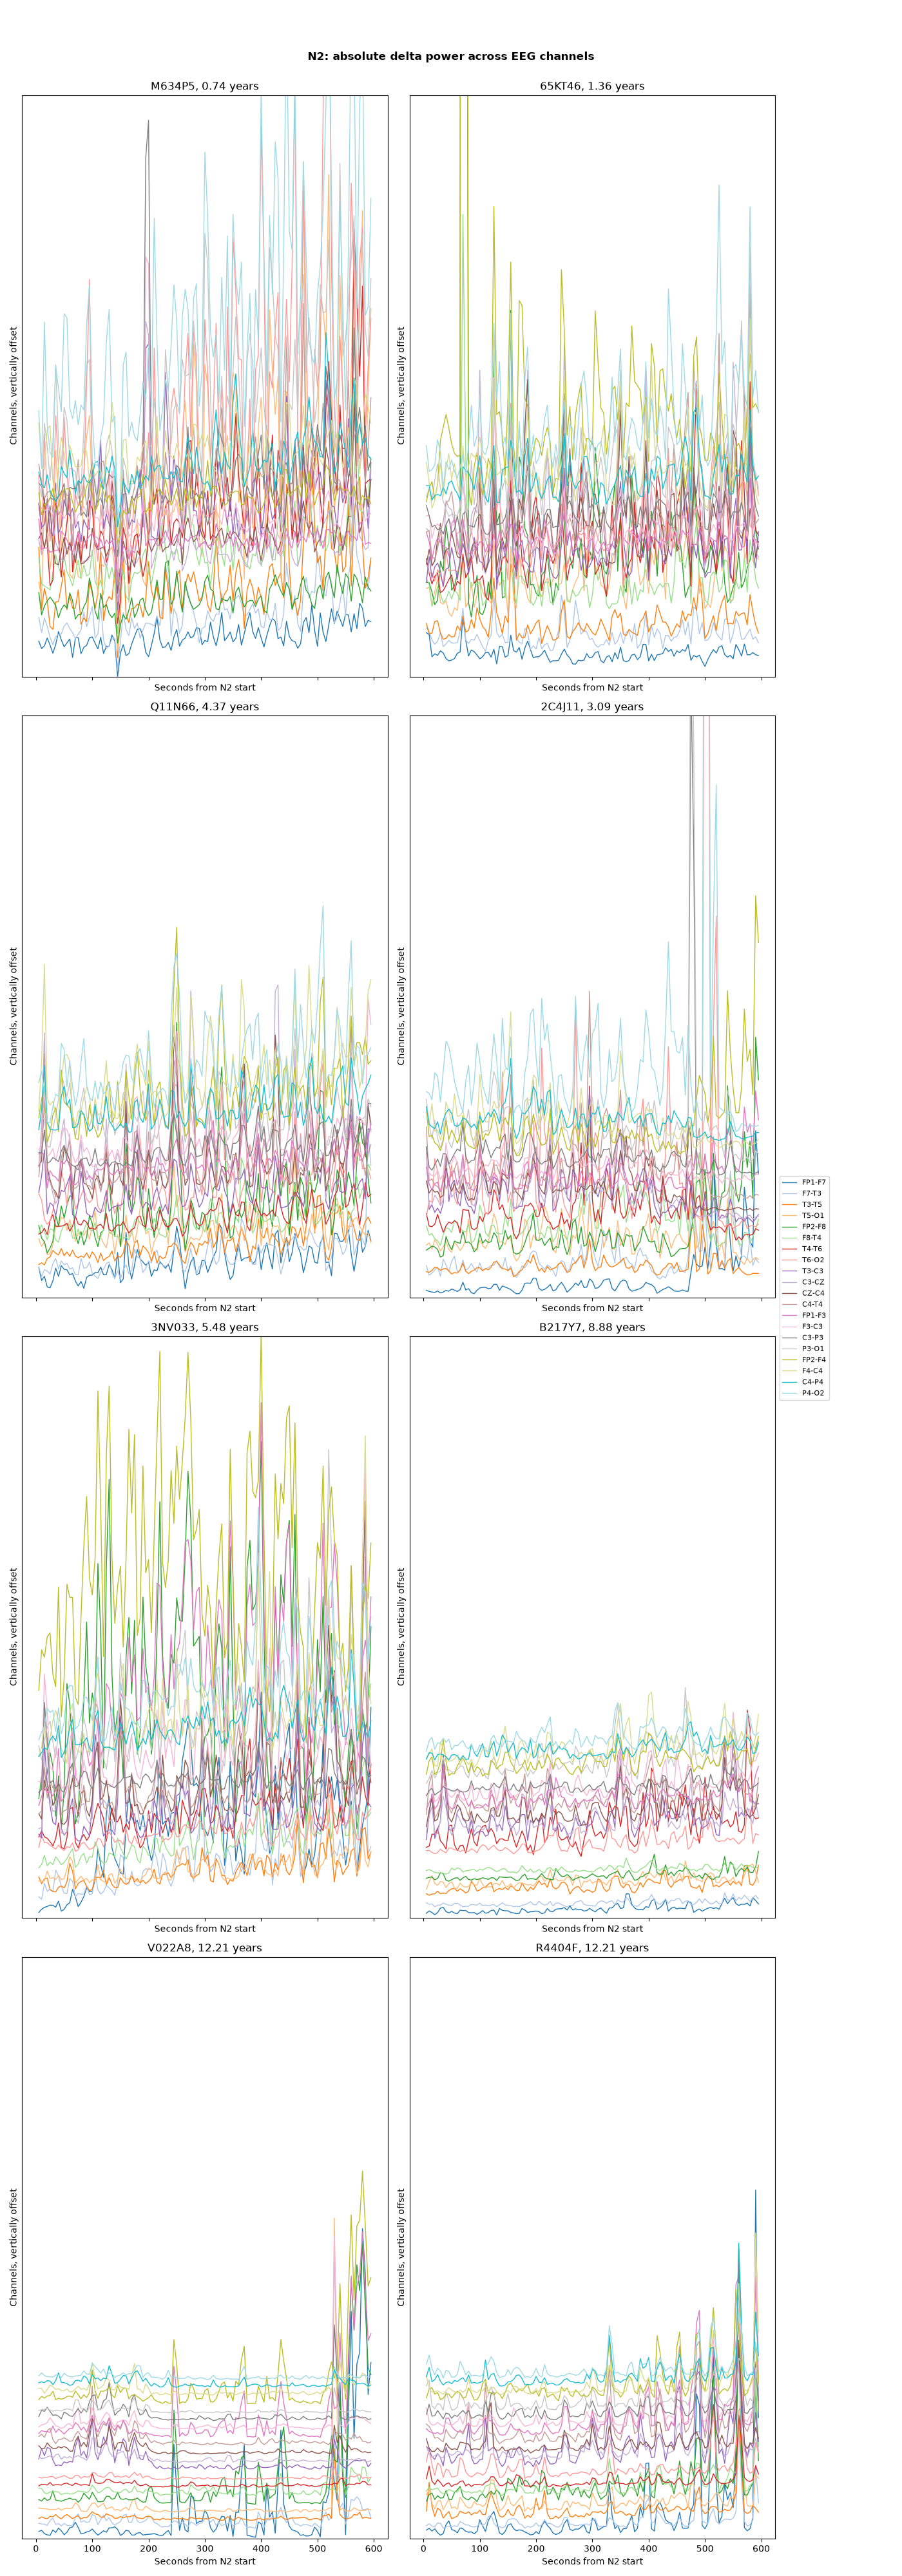 N2: absolute delta power across EEG channels
M634P5, 0.74 years
65KT46, 1.36 years
Channels, vertically offset
Channels, vertically offset
Seconds from N2 start
Seconds from N2 start
Q11N66, 4.37 years
2C4J11, 3.09 years
Channels, vertically offset
Channels, vertically offset
Seconds from N2 start
Seconds from N2 start
FP1-F7
F7-T3
T3-T5
T5-O1
FP2-F8
F8-T4
T4-T6
T6-O2
T3-C3
C3-CZ
CZ-C4
C4-T4
FP1-F3
F3-C3
C3-P3
P3-O1
FP2-F4
F4-C4
C4-P4
P4-O2
3NV033, 5.48 years
B217Y7, 8.88 years
Channels, vertically offset
Channels, vertically offset
Seconds from N2 start
Seconds from N2 start
V022A8, 12.21 years
R4404F, 12.21 years
Channels, vertically offset
Channels, vertically offset
0 100 200 300 400 500 600
0 100 200 300 400 500 600
Seconds from N2 start
Seconds from N2 start